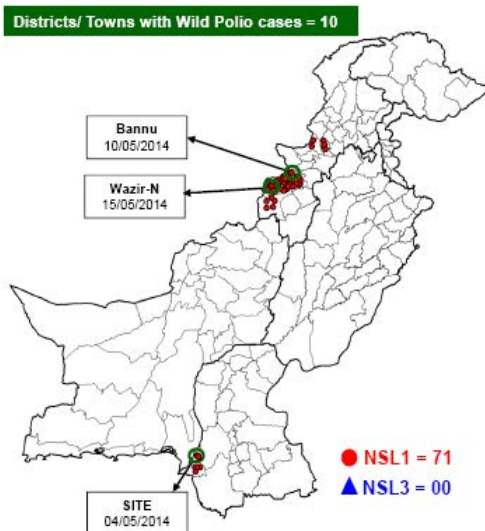 Districts/ Towns with Wild Polio cases = 10
Bannu
10/05/2014
Wazir-N
15/05/2014
NSL1 = 71
NSL3 = 00
SITE
04/05/2014